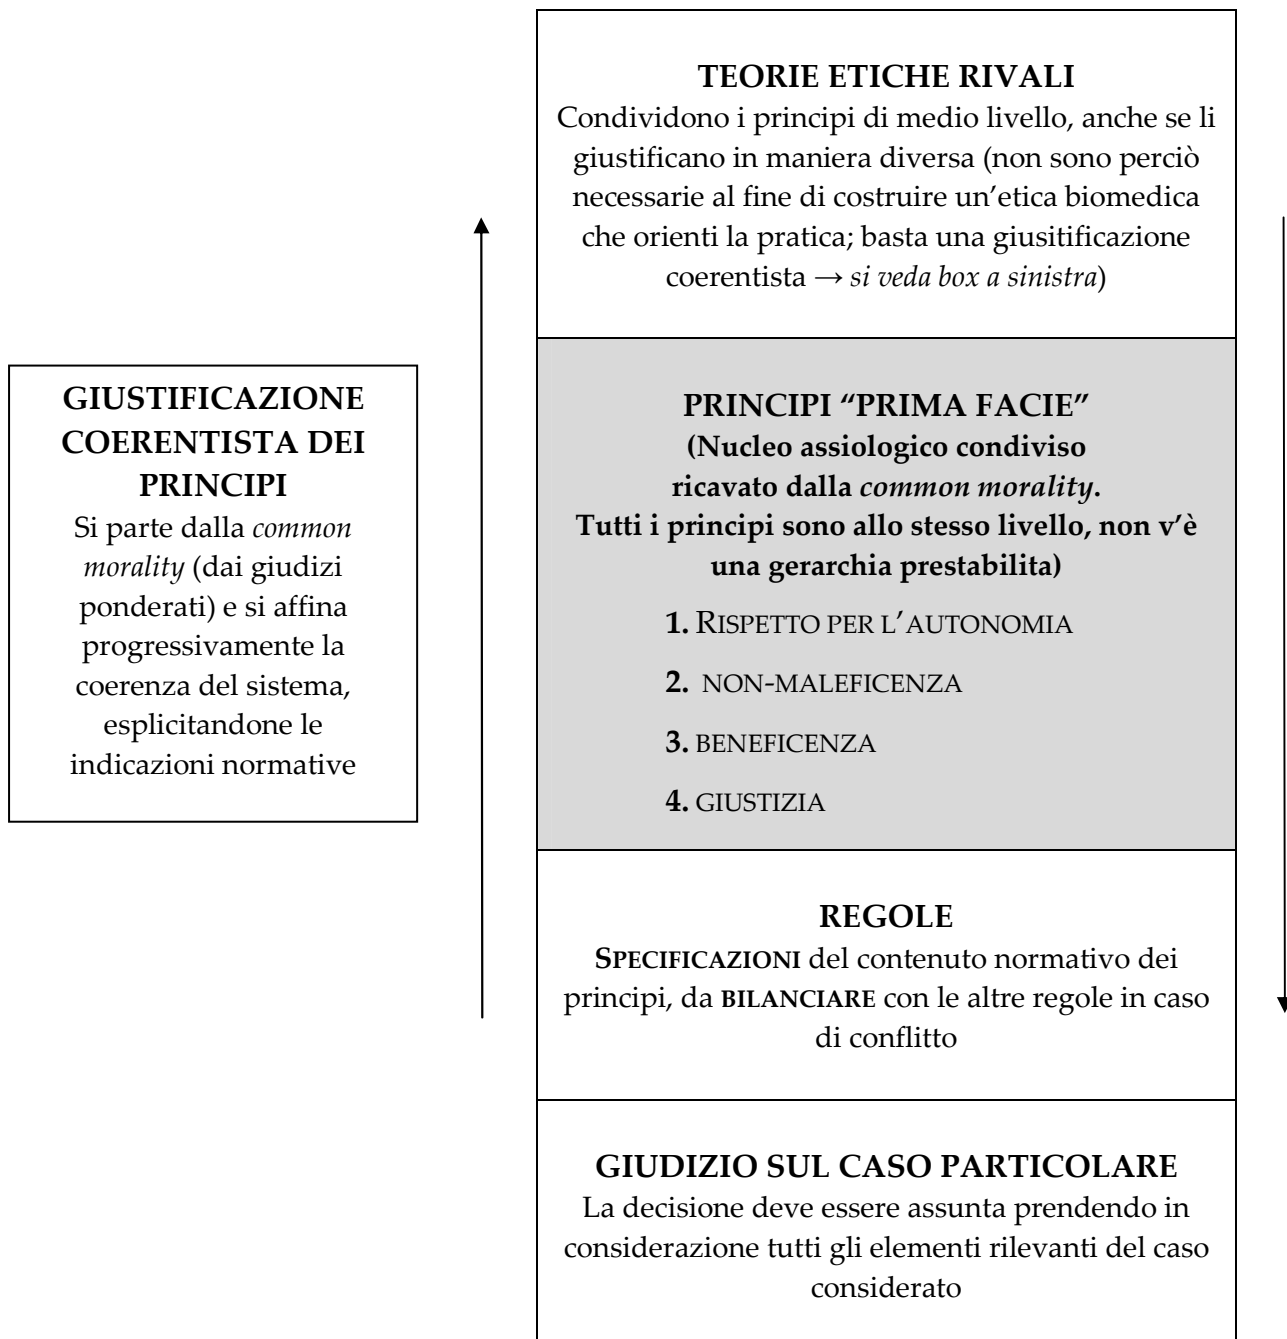 TEORIE ETICHE RIVALI
Condividono i principi di medio livello, anche se li
giustificano in maniera diversa (non sono perciò
necessarie al fine di costruire un’etica biomedica
che orienti la pratica; basta una giusitificazione
coerentista → si veda box a sinistra)
GIUSTIFICAZIONE
COERENTISTA DEI
PRINCIPI
Si parte dalla common
morality (dai giudizi
ponderati) e si affina
progressivamente la
coerenza del sistema,
esplicitandone le
indicazioni normative
PRINCIPI “PRIMA FACIE”
(Nucleo assiologico condiviso
ricavato dalla common morality.
Tutti i principi sono allo stesso livello, non v’è
una gerarchia prestabilita)
1. RISPETTO PER L’AUTONOMIA
2. NON-MALEFICENZA
3. BENEFICENZA
4. GIUSTIZIA
REGOLE
SPECIFICAZIONI del contenuto normativo dei
principi, da BILANCIARE con le altre regole in caso
di conflitto
GIUDIZIO SUL CASO PARTICOLARE
La decisione deve essere assunta prendendo in
considerazione tutti gli elementi rilevanti del caso
considerato